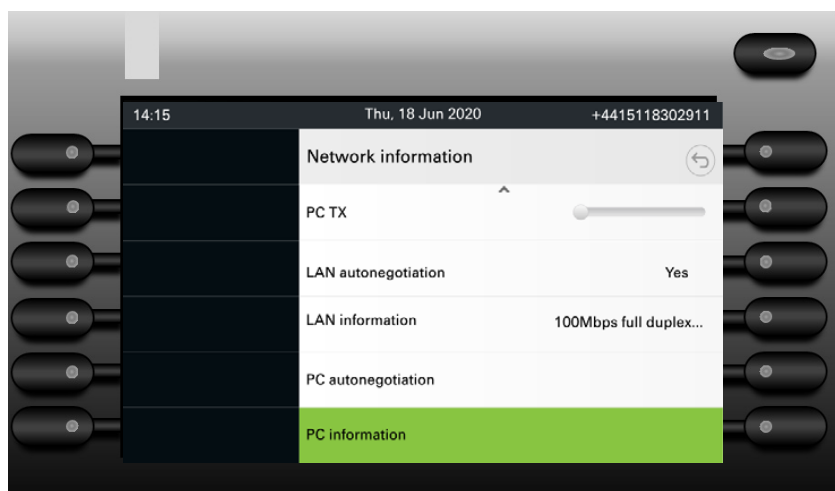 14:15 Thu, 18 Jun 2020 +4415118302911
Network information
PC TX
LAN autonegotiation Yes
LAN information 100Mbps full duplex...
PC autonegotiation
PC information